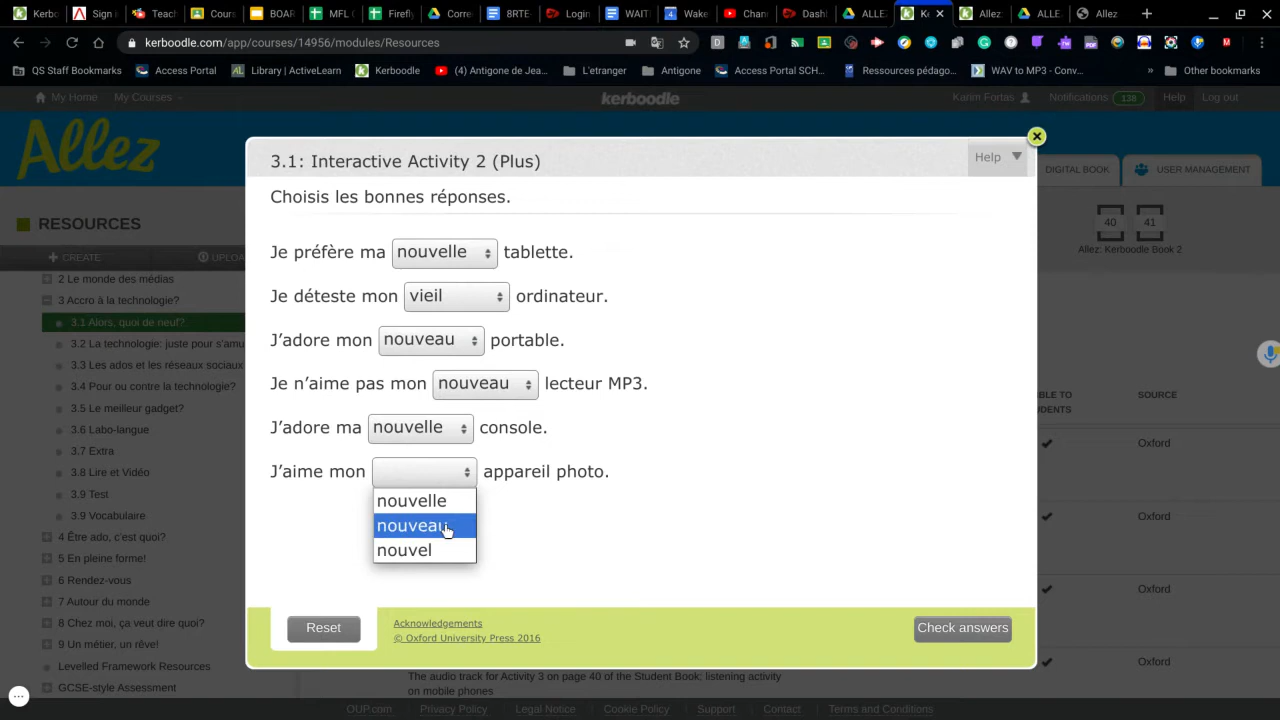 Kerbo
Sign in
Teach
Cours
BOAR
MFL C
Firefly
Corre
8RTE
Login
WAIT
Wake
Chan
Dash
ALLE
Ke
Allez:
ALLE
Allez
kerboodle.com/app/courses/14956/modules/Resources
QS Staff Bookmarks
Access Portal
Library | ActiveLearn
Kerboodle
(4) Antigone de Jea...
L'etranger
Antigone
Access Portal SCH...
Ressources pédago...
WAV to MP3 - Conv...
»
Other bookmarks
My Home
My Courses
kerboodle
Karim Fortas
Notifications 138
Help
Log out
Allez
DIGITAL BOOK
USER MANAGEMENT
RESOURCES
CREATE
UPLOA
40
41
Allez: Kerboodle Book 2
2 Le monde des médias
3 Accro à la technologie?
3.1 Alors, quoi de neuf?
3.2 La technologie: juste pour s'amu
3.3 Les ados et les réseaux sociaux
3.4 Pour ou contre la technologie?
3.5 Le meilleur gadget?
3.6 Labo-langue
3.7 Extra
3.8 Lire et Vidéo
3.9 Test
3.9 Vocabulaire
4 Être ado, c'est quoi?
5 En pleine forme!
6 Rendez-vous
7 Autour du monde
8 Chez moi, ça veut dire quoi?
9 Un métier, un rêve!
Levelled Framework Resources
GCSE-style Assessment
3.1: Interactive Activity 2 (Plus)
Help
Choisis les bonnes réponses.
Je préfère ma nouvelle tablette.
Je déteste mon vieil ordinateur.
J'adore mon nouveau portable.
Je n'aime pas mon nouveau lecteur MP3.
J'adore ma nouvelle console.
J'aime mon appareil photo.
nouvelle
nouveau
nouvel
Reset
Acknowledgements
© Oxford University Press 2016
Check answers
BLE TO
UDENTS
SOURCE
Oxford
Oxford
Oxford
Oxford
The audio track for Activity 3 on page 40 of the Student Book: listening activity
on mobile phones
OUP.com
Privacy Policy
Legal Notice
Cookie Policy
Support
Contact
Terms and Conditions